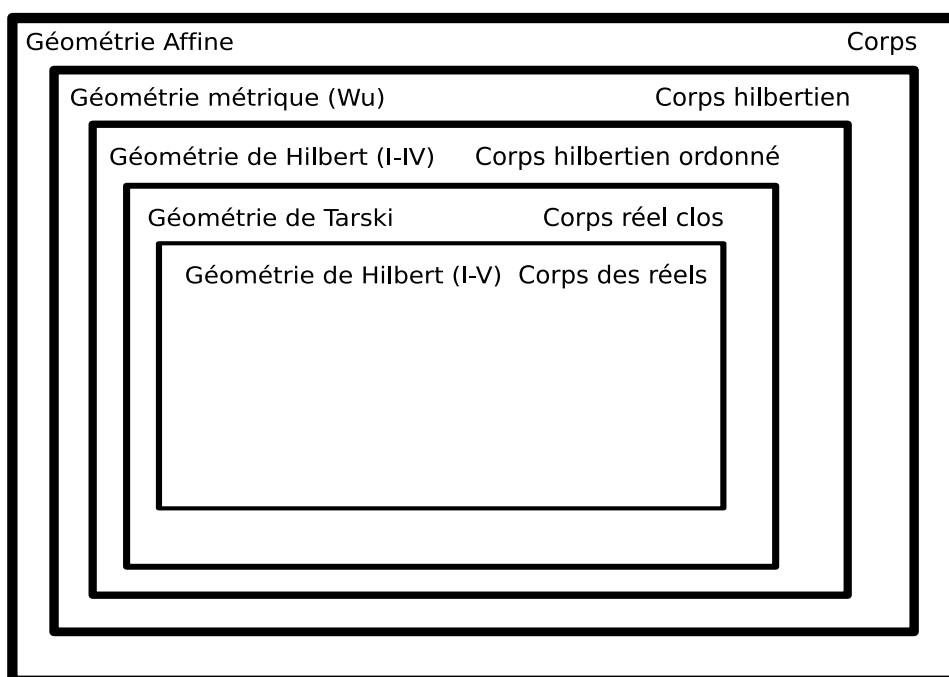 Géométrie Affine Corps
Géométrie métrique (Wu) Corps hilbertien
Géométrie de Hilbert (I-IV) Corps hilbertien ordonné
Géométrie de Tarski Corps réel clos
Géométrie de Hilbert (I-V) Corps des réels